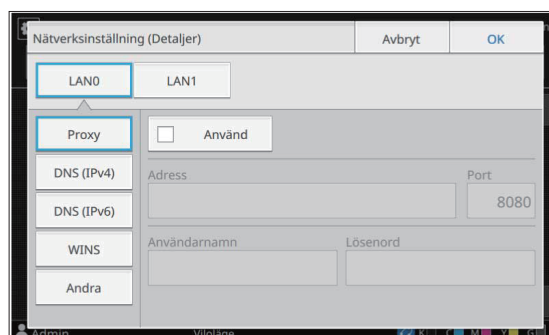 Nätverksinställning (Detaljer)
Avbryt
OK
LAN0
LAN1
Proxy
Använd
DNS (IPv4)
Adress
Port
8080
DNS (IPv6)
WINS
Användarnamn
Lösenord
Andra
Admin
Viloläge
K
C
M
Y
G